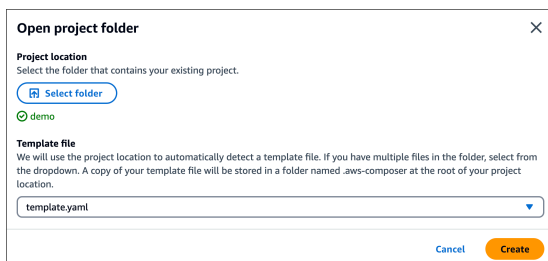 Open project folder
Project location
Select the folder that contains your existing project.
Select folder
demo
Template file
We will use the project location to automatically detect a template file. If you have multiple files in the folder, select from
the dropdown. A copy of your template file will be stored in a folder named .aws-composer at the root of your project
location.
template.yaml
Cancel Create